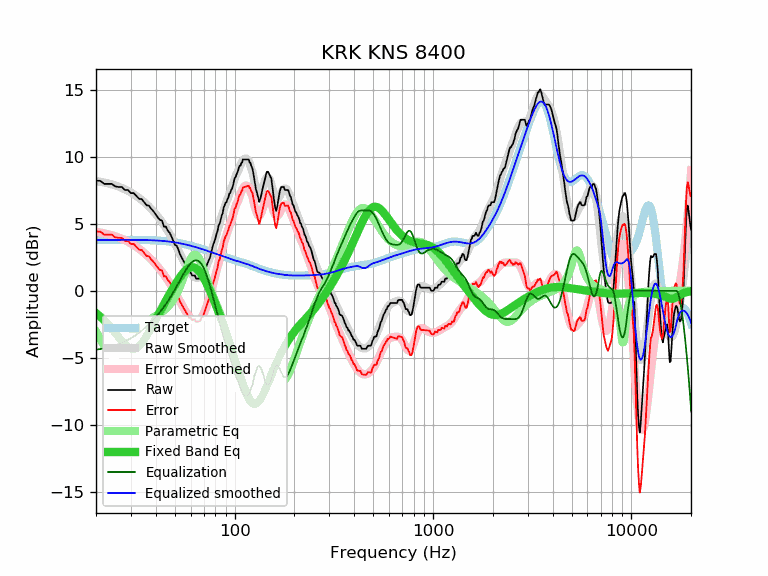 KRK KNS 8400
15
10
5
0
−5
−10
−15
Amplitude (dBr)
Target
Raw Smoothed
Error Smoothed
Raw
Error
Parametric Eq
Fixed Band Eq
Equalization
Equalized smoothed
100
1000
10000
Frequency (Hz)